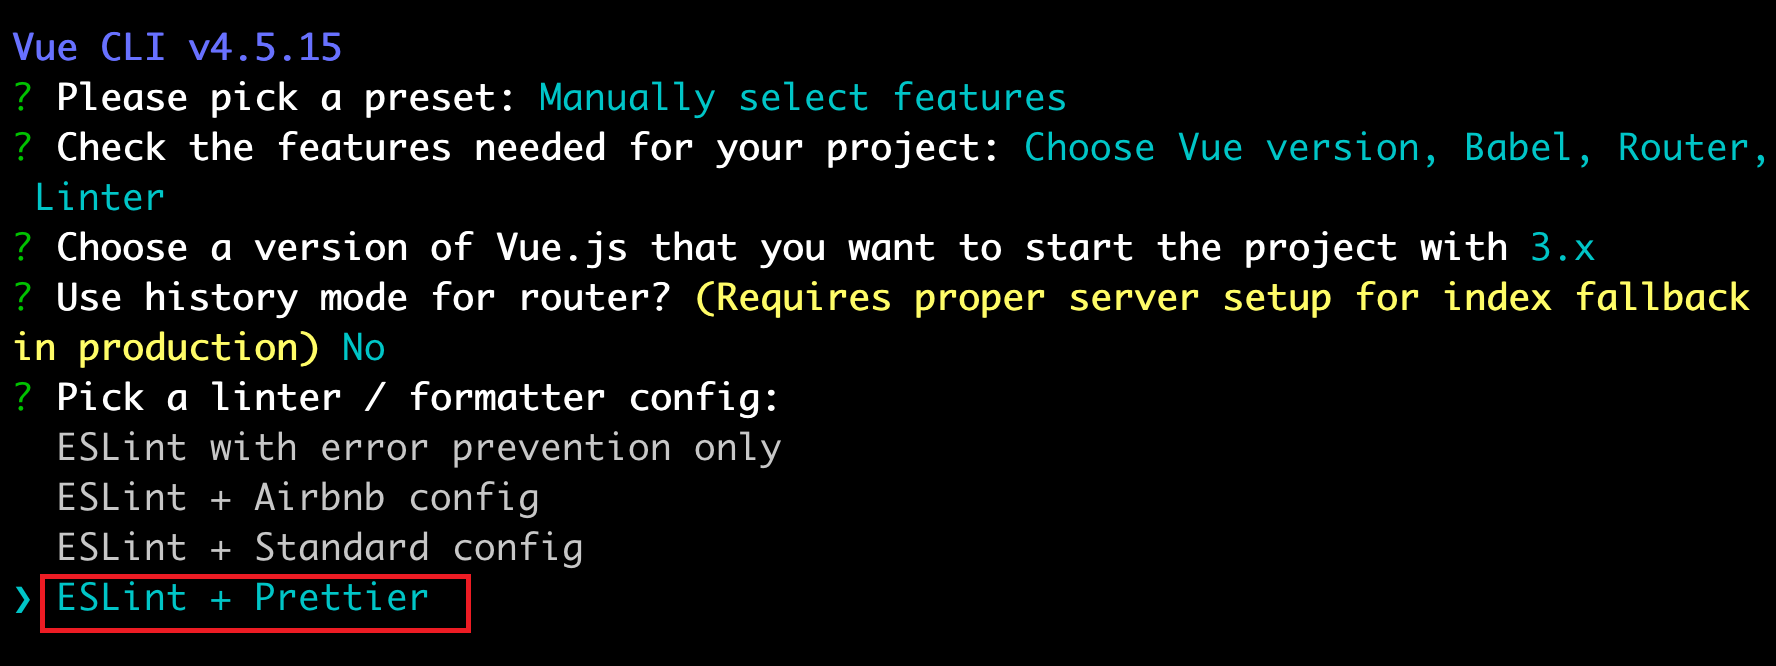 Vue CLI v4.5.15
? Please pick a preset: Manually select features
? Check the features needed for your project: Choose Vue version, Babel, Router,
Linter
? Choose a version of Vue.js that you want to start the project with 3.x
? Use history mode for router? (Requires proper server setup for index fallback
in production) No
? Pick a linter / formatter config:
ESLint with error prevention only
ESLint + Airbnb config
ESLint + Standard config
❯ ESLint + Prettier